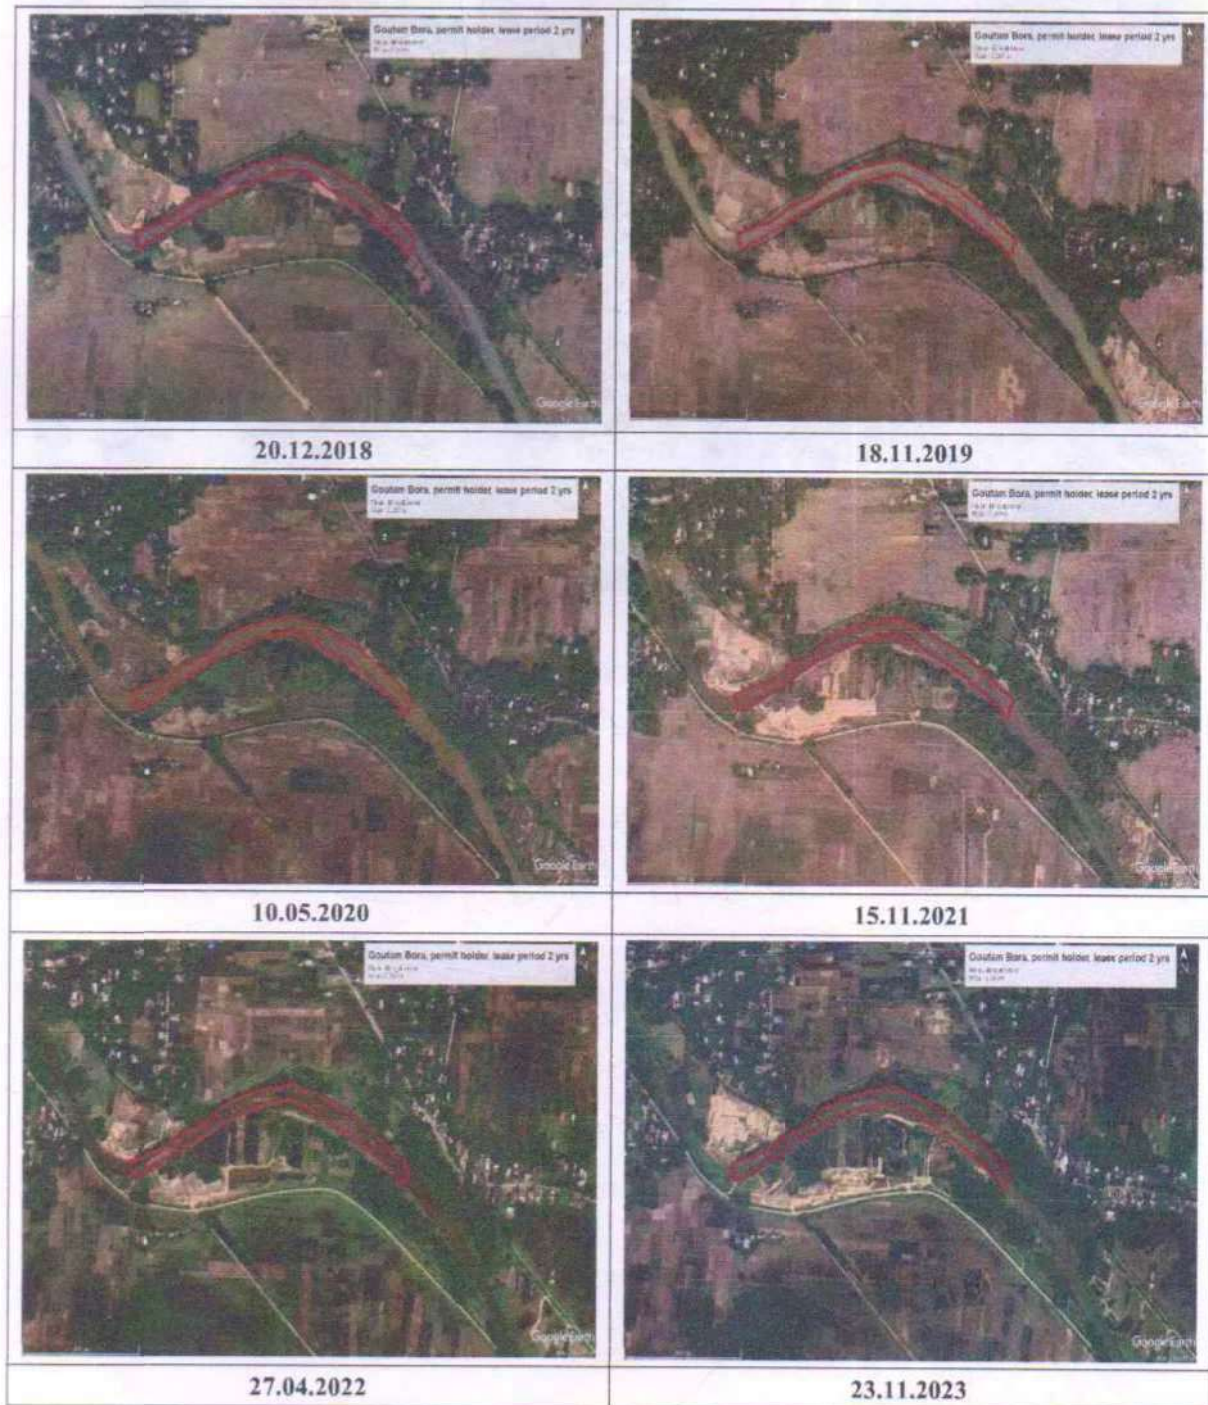 Goutam Bora, permit holder, lease period 2 yrs
Google Earth
Goutam Bora, permit holder, lease period 2 yrs
Google Earth
20.12.2018
18.11.2019
Goutam Bora, permit holder, lease period 2 yrs
Google Earth
Goutam Bora, permit holder, lease period 2 yrs
Google Earth
10.05.2020
15.11.2021
Goutam Bora, permit holder, lease period 2 yrs
Google Earth
Goutam Bora, permit holder, lease period 2 yrs
Google Earth
27.04.2022
23.11.2023